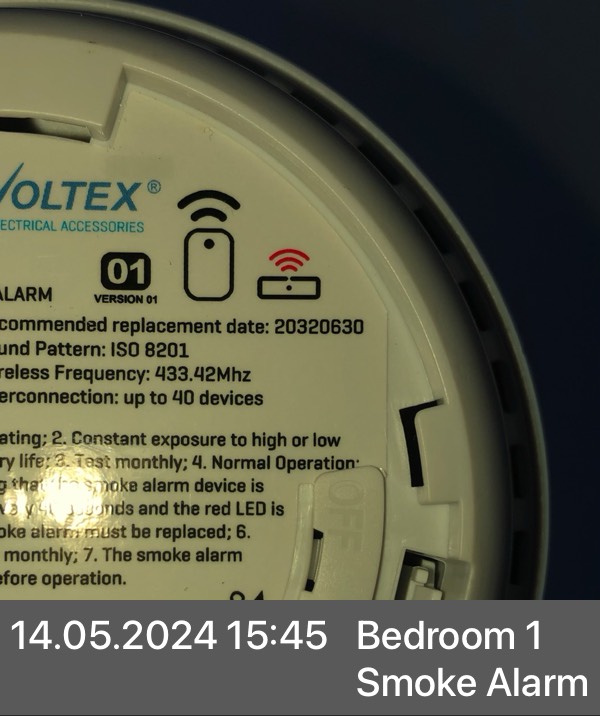 VOLTEX®
ECTRICAL ACCESSORIES
01
VERSION 01
ALARM
commended replacement date: 20320630
und Pattern: ISO 8201
reless Frequency: 433.42Mhz
erconnection: up to 40 devices
ating; 2. Constant exposure to high or low
ry life; 3. Test monthly; 4. Normal Operation:
g that the smoke alarm device is
onds and the red LED is
oke alarm must be replaced; 6.
monthly; 7. The smoke alarm
efore operation.
OFF
14.05.2024 15:45
Bedroom 1
Smoke Alarm